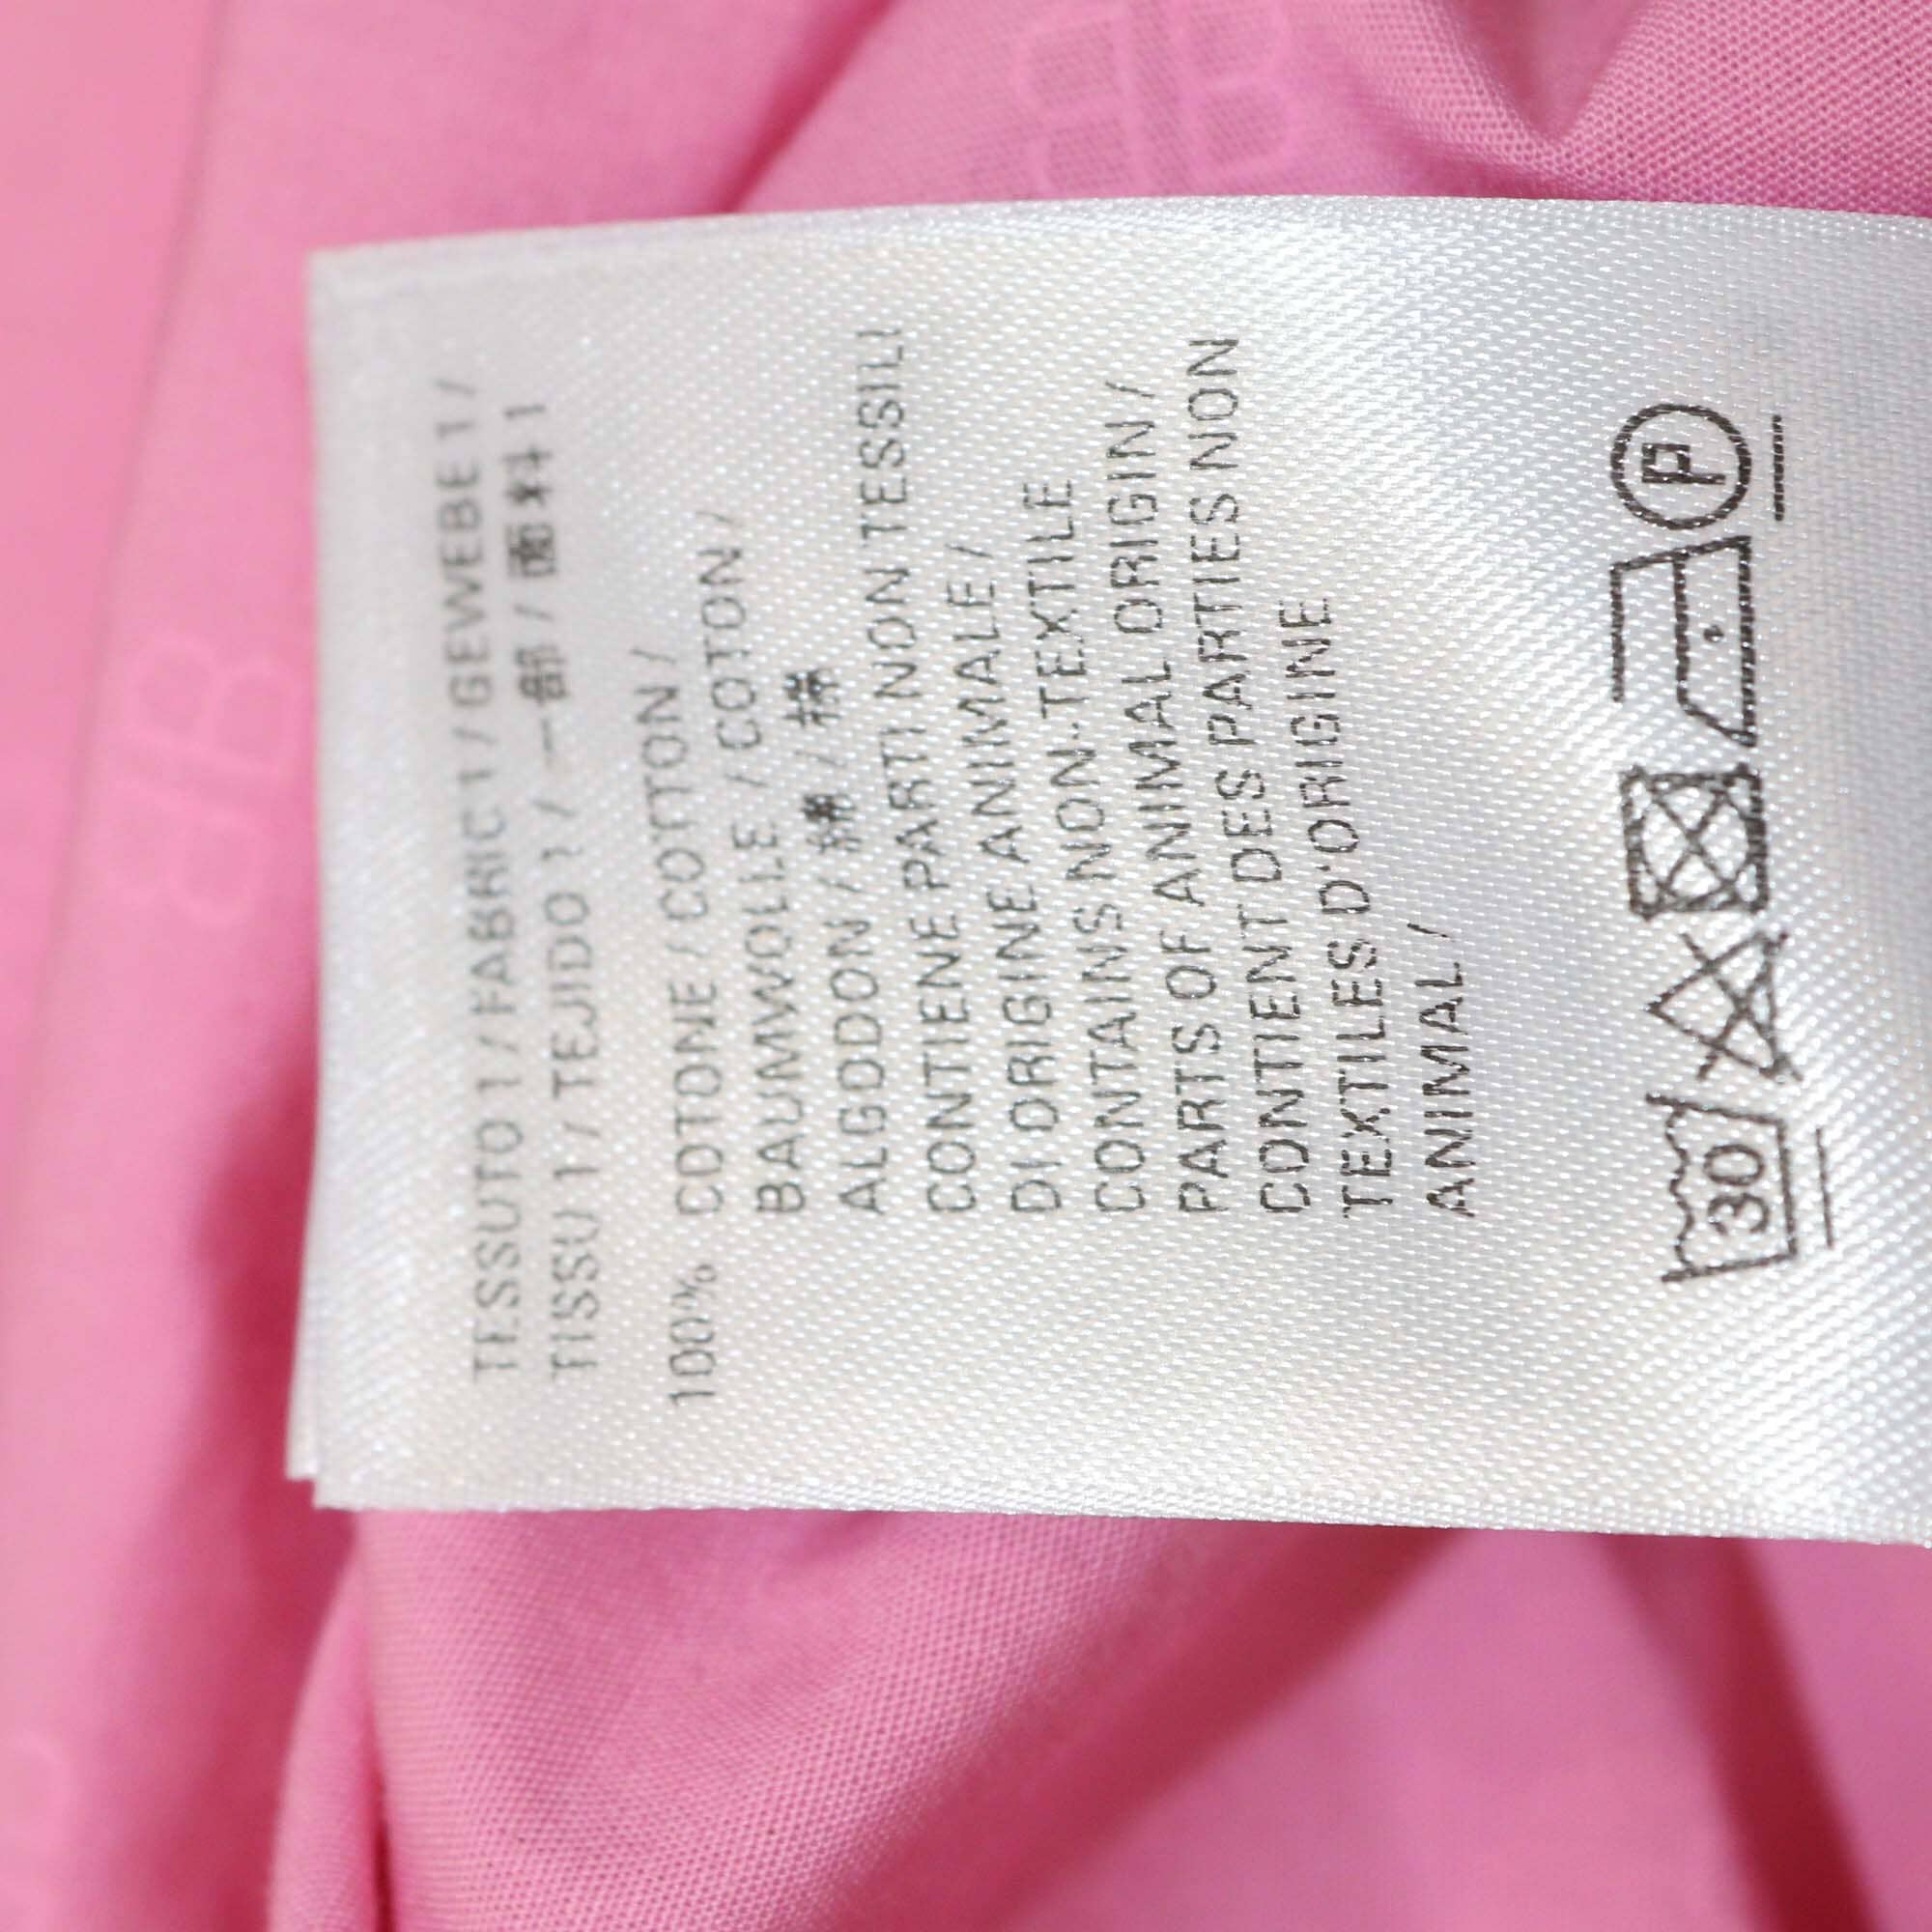 TESSUTO 1 / FABRIC 1 / GEWEBE 1 /
TISSU 1 / TEJIDO 1 / 一部 / 面料 1
100% COTONE / COTTON /
BAUMWOLLE / COTON /
ALGODON / 綿 / 棉
CONTIENE PARTI NON TESSILI
DI ORIGINE ANIMALE /
CONTAINS NON-TEXTILE
PARTS OF ANIMAL ORIGIN /
CONTIENT DES PARTIES NON
TEXTILES D'ORIGINE
ANIMAL /
30 P